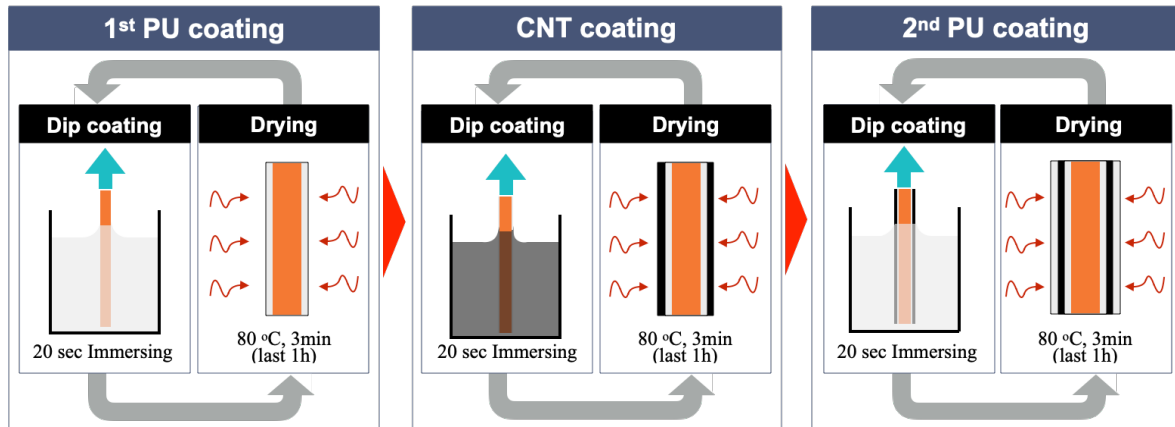 1st PU coating
Dip coating
Drying
20 sec Immersing
80 ºC, 3min
(last 1h)
CNT coating
Dip coating
Drying
20 sec Immersing
80 ºC, 3min
(last 1h)
2nd PU coating
Dip coating
Drying
20 sec Immersing
80 ºC, 3min
(last 1h)